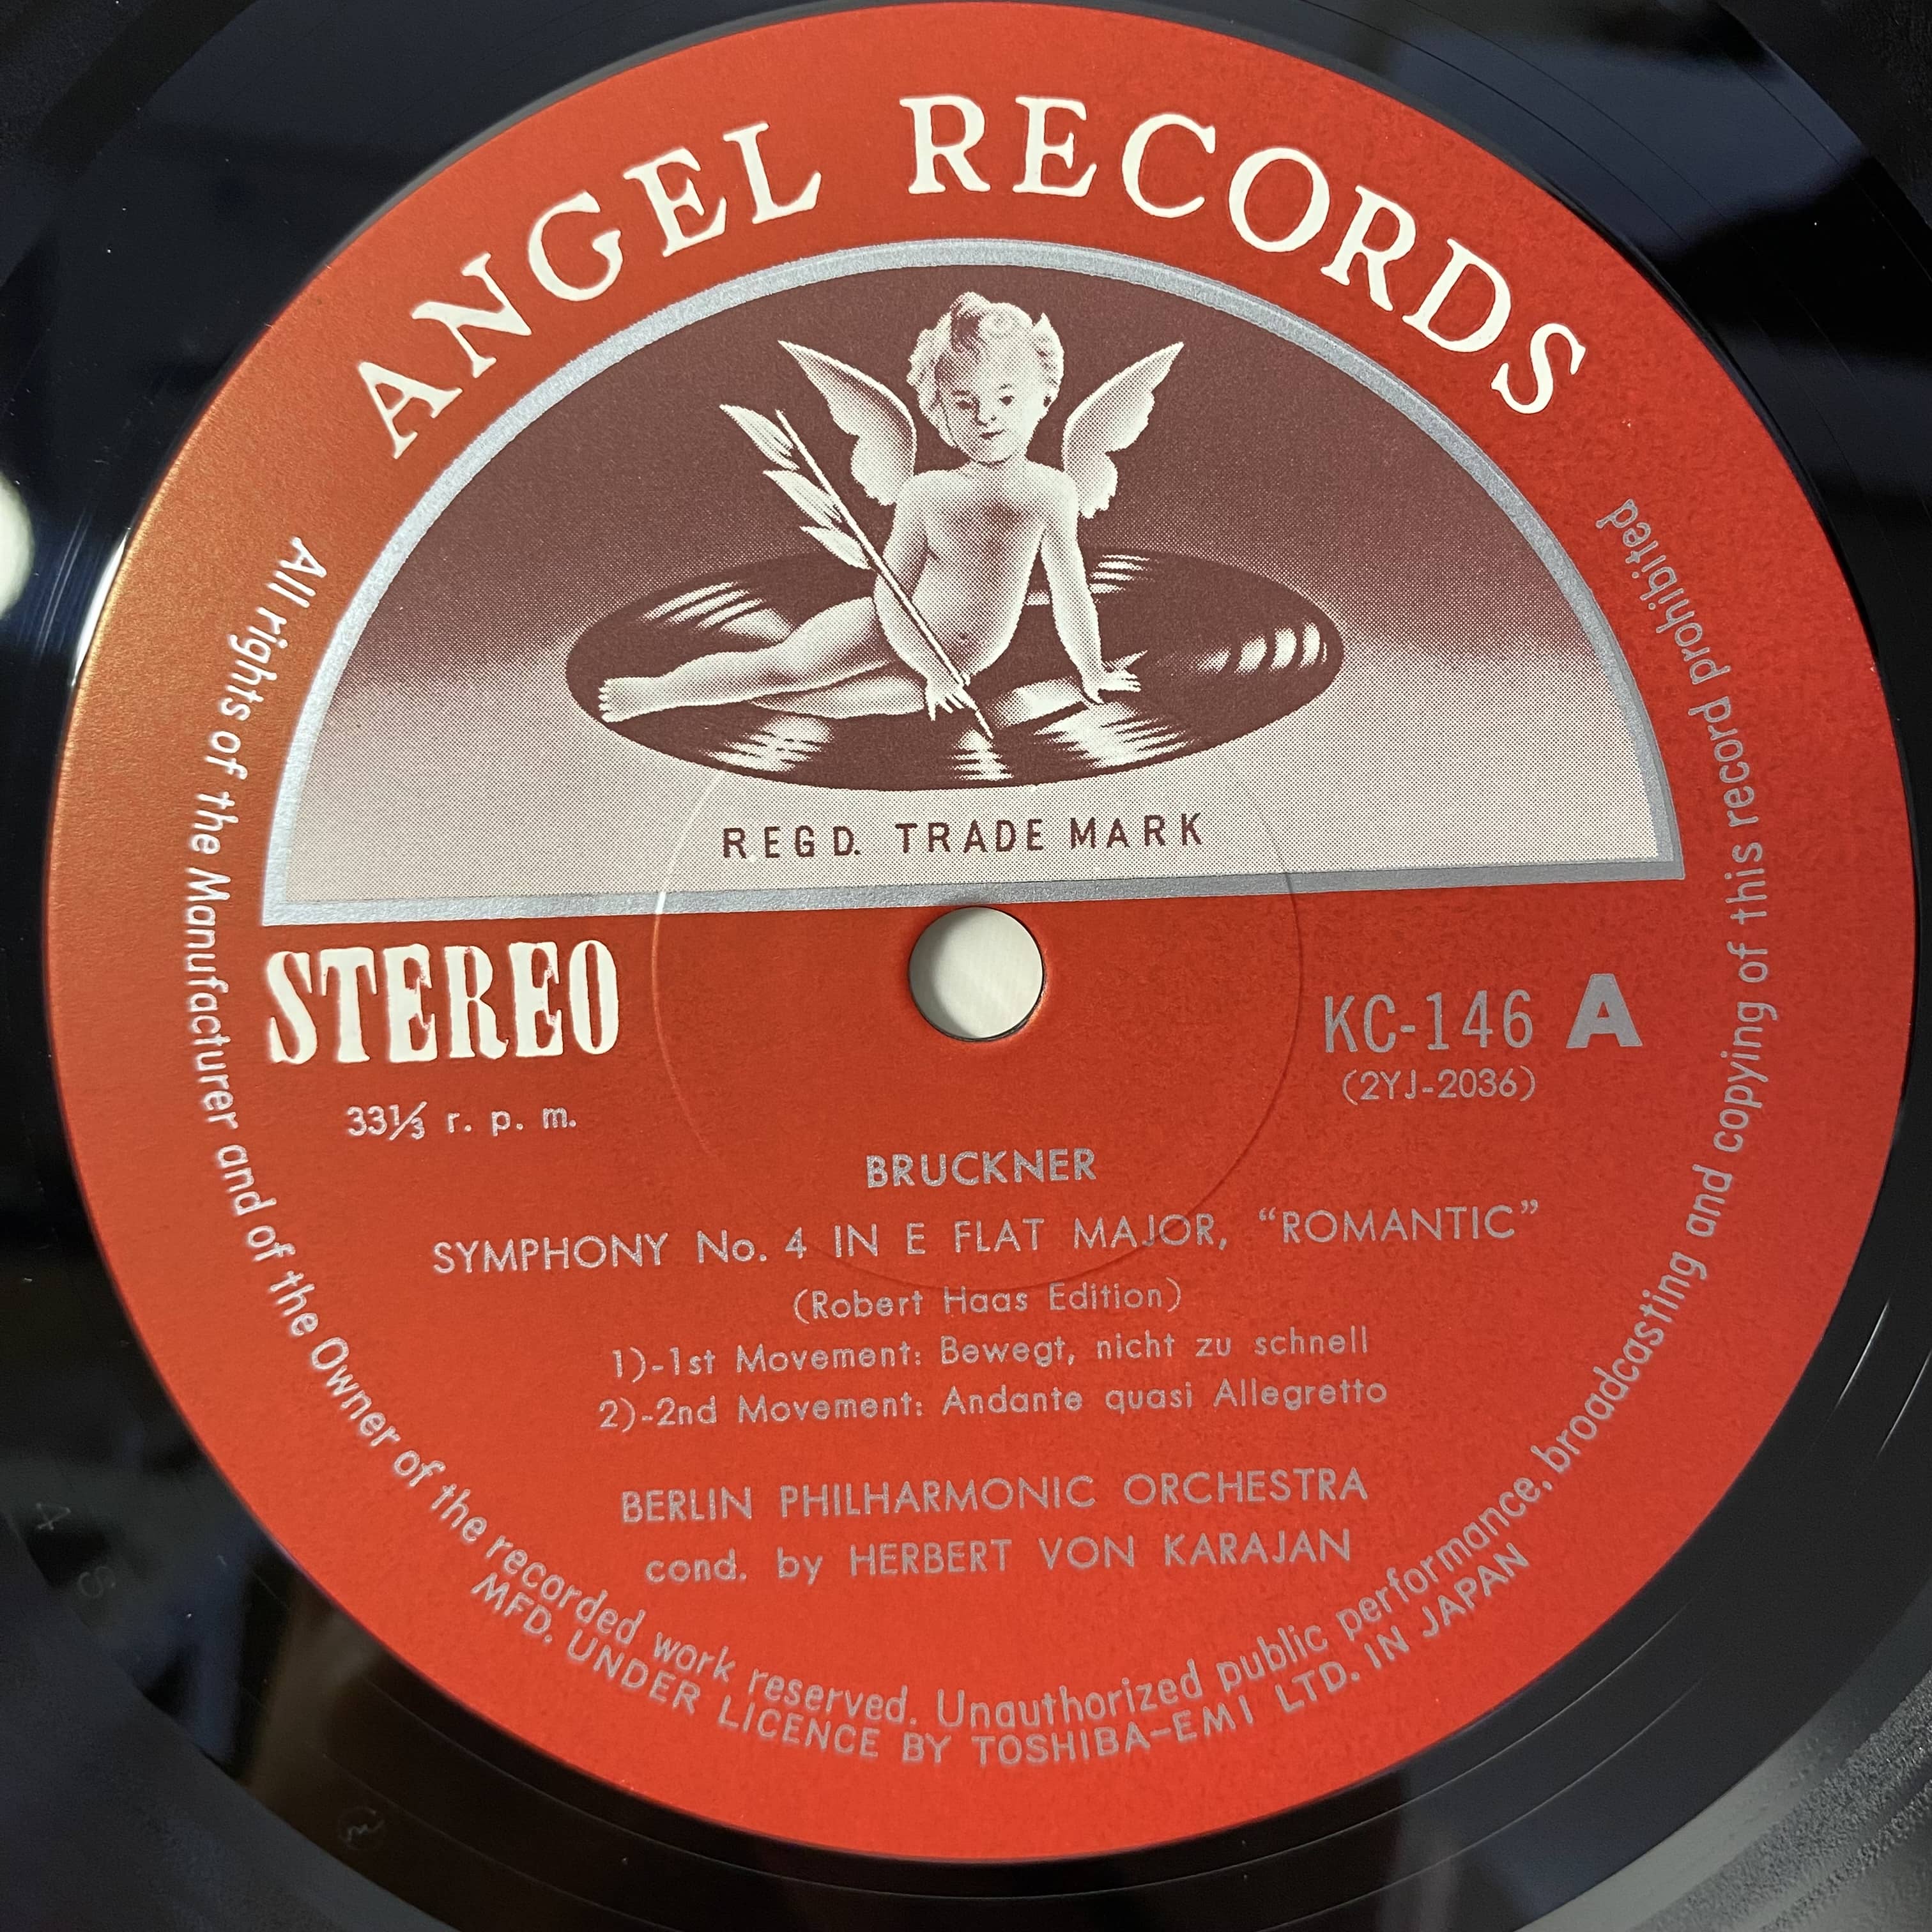 ANGEL RECORDS
REGD. TRADE MARK
STEREO
33⅓ r. p. m.
KC-146 A
(2YJ-2036)
BRUCKNER
SYMPHONY No. 4 IN E FLAT MAJOR, “ROMANTIC”
(Robert Haas Edition)
1)-1st Movement: Bewegt, nicht zu schnell
2)-2nd Movement: Andante quasi Allegretto
BERLIN PHILHARMONIC ORCHESTRA
cond. by HERBERT VON KARAJAN
All rights of the Manufacturer and of the Owner of the recorded work reserved. Unauthorized public performance, broadcasting and copying of this record prohibited
MFD. UNDER LICENCE BY TOSHIBA-EMI LTD. IN JAPAN